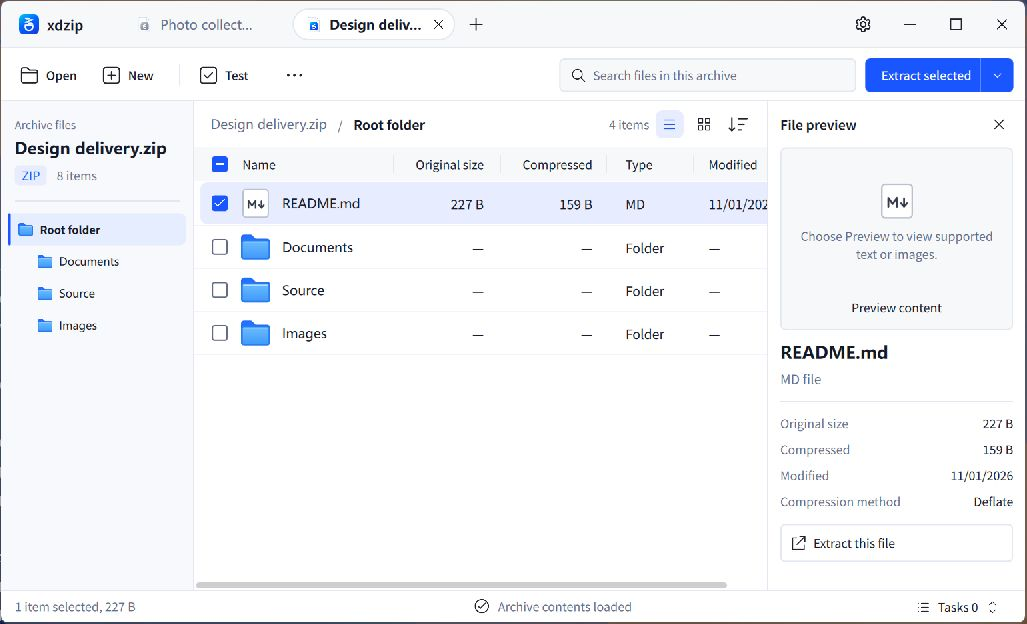 xdzip
Photo collect...
Design deliv...
Open
New
Test
Search files in this archive
Extract selected
Archive files
Design delivery.zip
ZIP 8 items
Root folder
Documents
Source
Images
Design delivery.zip / Root folder
4 items
Name Original size Compressed Type Modified
README.md 227 B 159 B MD 11/01/202
Documents — — Folder —
Source — — Folder —
Images — — Folder —
File preview
M↓
Choose Preview to view supported
text or images.
Preview content
README.md
MD file
Original size 227 B
Compressed 159 B
Modified 11/01/2026
Compression method Deflate
Extract this file
1 item selected, 227 B
Archive contents loaded
Tasks 0